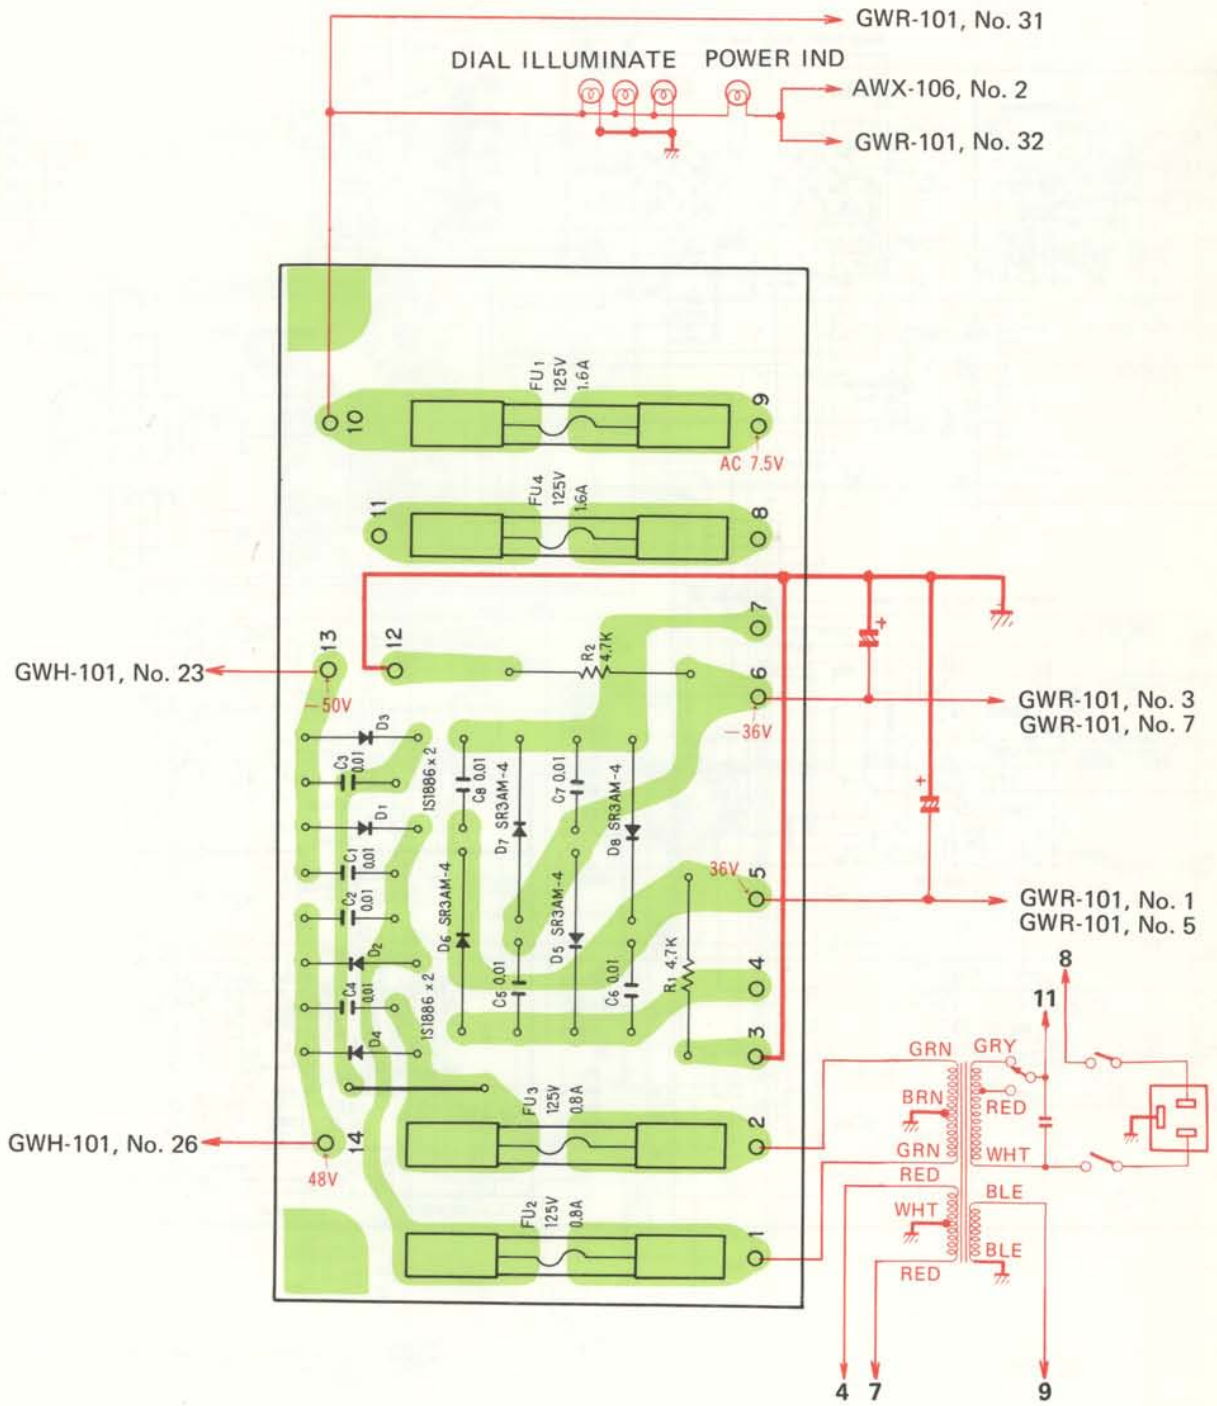 GWR-101, No. 31
DIAL ILLUMINATE POWER IND
AWX-106, No. 2
GWR-101, No. 32
FU1
125V
1.6A
10
9
AC 7.5V
FU4
125V
1.6A
11
8
7
13
12
R2
4.7K
6
GWH-101, No. 23
-50V
-36V
GWR-101, No. 3
GWR-101, No. 7
+
+
D3
C3
0.01
1S1886 x 2
C8 0.01
D7 SR3AM-4
C7 0.01
D8 SR3AM-4
D1
C1
0.01
C2
0.01
D6 SR3AM-4
D5 SR3AM-4
36V
5
GWR-101, No. 1
GWR-101, No. 5
D2
C4
0.01
1S1886 x 2
C5 0.01
C6 0.01
R1 4.7K
4
8
11
D4
3
GRN
GRY
BRN
RED
FU3
125V
0.8A
2
GWH-101, No. 26
14
48V
GRN
WHT
RED
BLE
WHT
FU2
125V
0.8A
1
BLE
RED
4
7
9